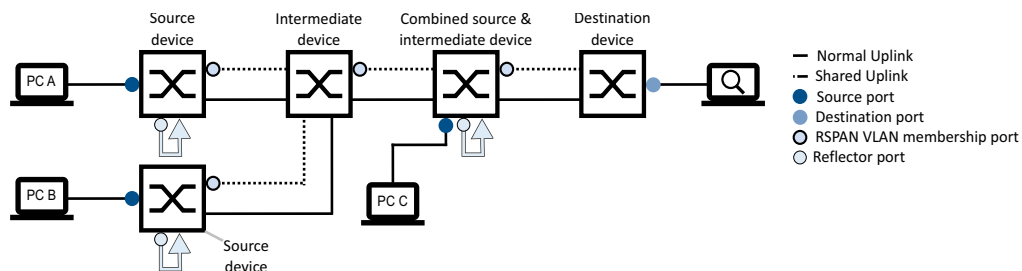 Source
device
Intermediate
device
Combined source &
intermediate device
Destination
device
PC A
PC B
PC C
Source
device
Normal Uplink
Shared Uplink
Source port
Destination port
RSPAN VLAN membership port
Reflector port